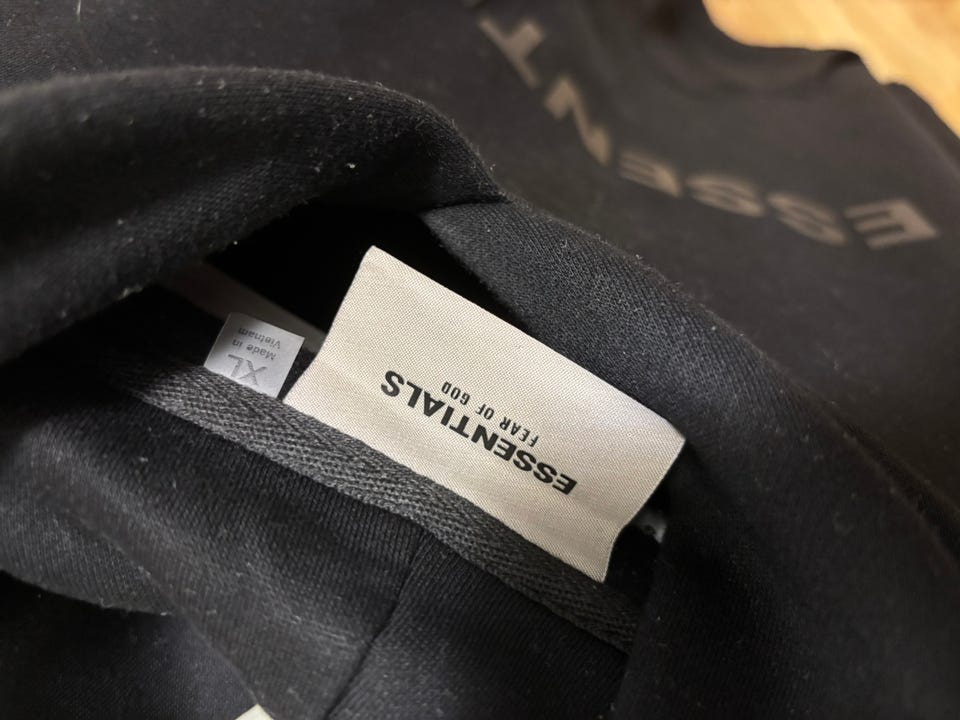 ESSENT
ESSENTIALS
FEAR OF GOD
XL
Made in
Vietnam